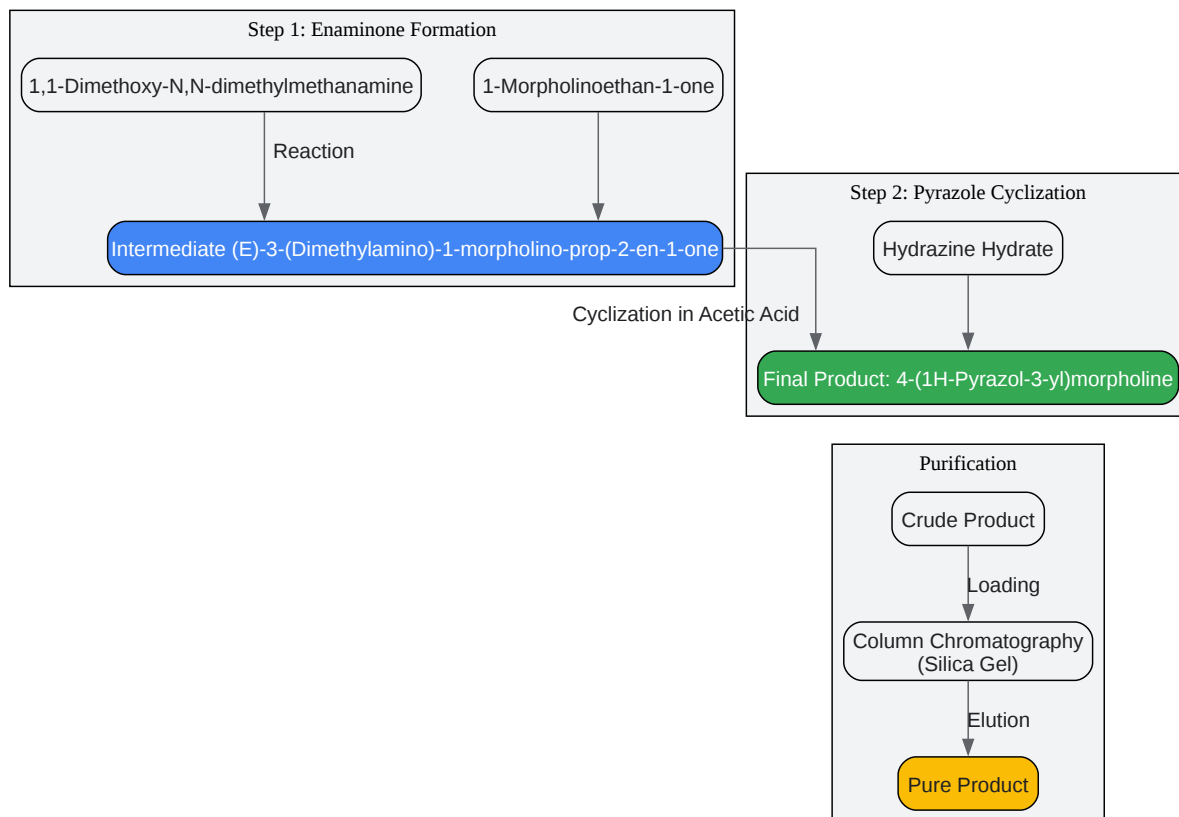 Step 1: Enaminone Formation
1,1-Dimethoxy-N,N-dimethylmethanamine
1-Morpholinoethan-1-one
Reaction
Intermediate (E)-3-(Dimethylamino)-1-morpholino-prop-2-en-1-one
Step 2: Pyrazole Cyclization
Hydrazine Hydrate
Cyclization in Acetic Acid
Final Product: 4-(1H-Pyrazol-3-yl)morpholine
Purification
Crude Product
Loading
Column Chromatography
(Silica Gel)
Elution
Pure Product